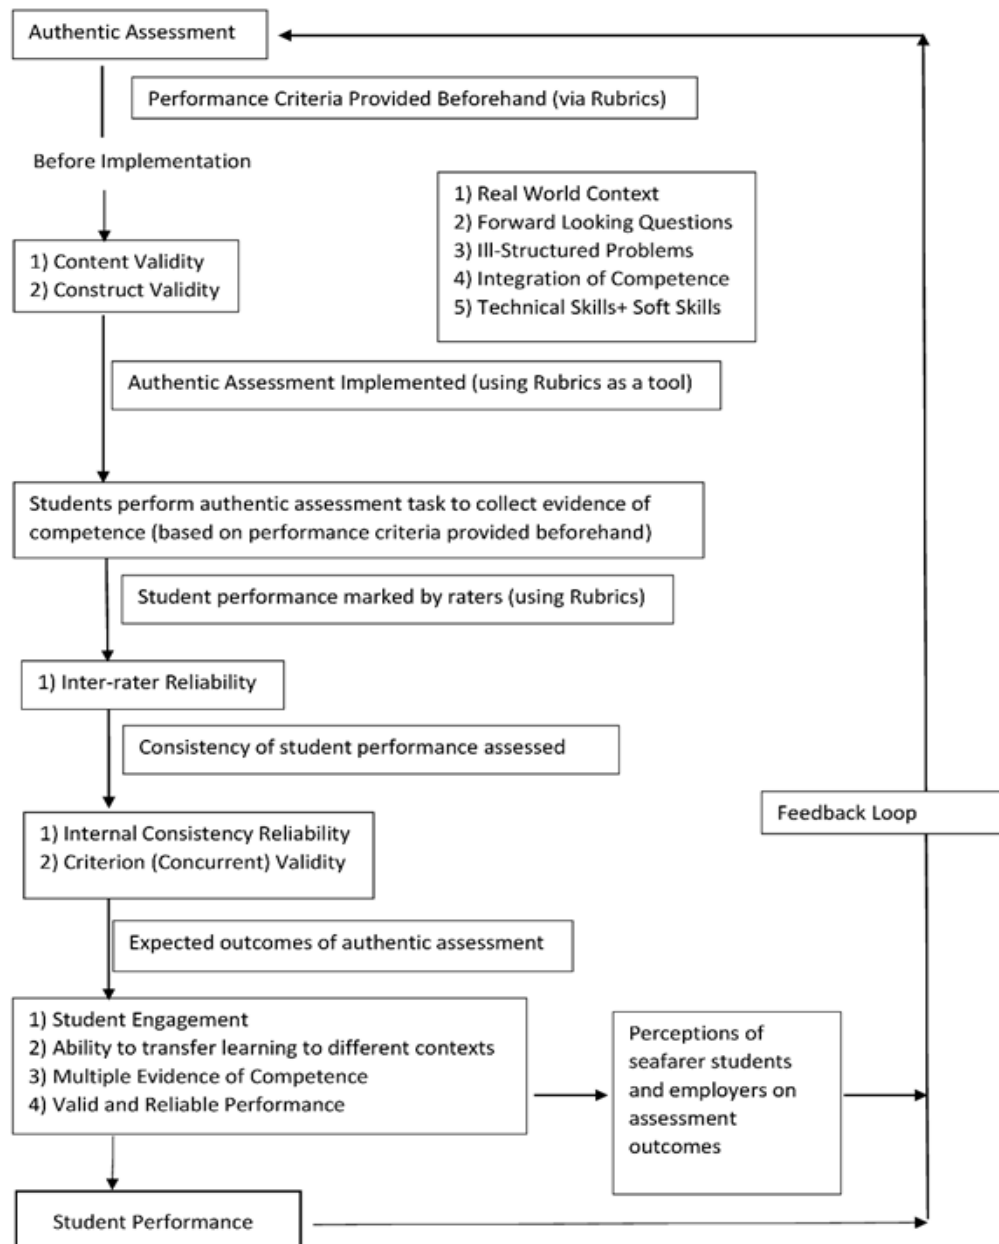 Authentic Assessment
Performance Criteria Provided Beforehand (via Rubrics)
Before Implementation
1) Real World Context
2) Forward Looking Questions
3) Ill-Structured Problems
4) Integration of Competence
5) Technical Skills+ Soft Skills
1) Content Validity
2) Construct Validity
Authentic Assessment Implemented (using Rubrics as a tool)
Students perform authentic assessment task to collect evidence of
competence (based on performance criteria provided beforehand)
Student performance marked by raters (using Rubrics)
1) Inter-rater Reliability
Consistency of student performance assessed
Feedback Loop
1) Internal Consistency Reliability
2) Criterion (Concurrent) Validity
Expected outcomes of authentic assessment
1) Student Engagement
2) Ability to transfer learning to different contexts
3) Multiple Evidence of Competence
4) Valid and Reliable Performance
Perceptions of
seafarer students
and employers on
assessment
outcomes
Student Performance